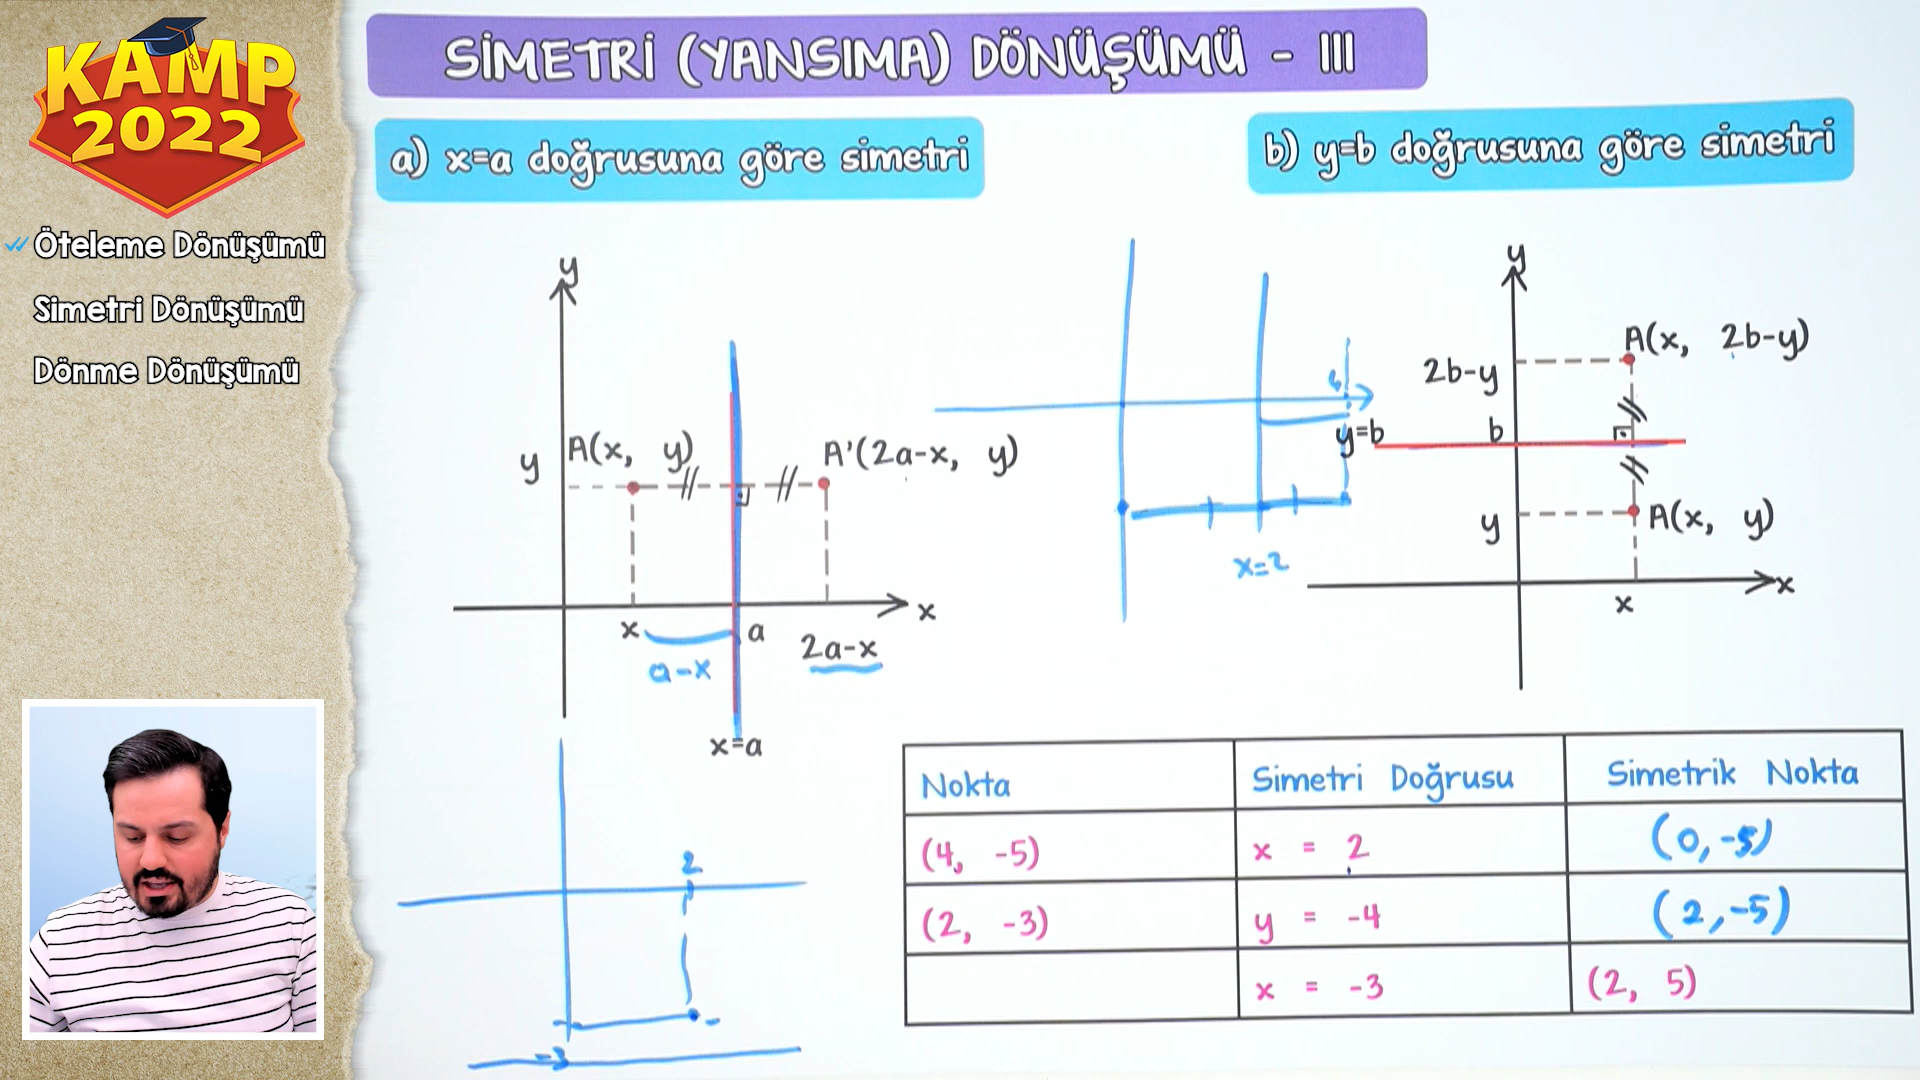 KAMP
2022
Öteleme Dönüşümü
Simetri Dönüşümü
Dönme Dönüşümü
SİMETRİ (YANSIMA) DÖNÜŞÜMÜ - III
a) x=a doğrusuna göre simetri
b) y=b doğrusuna göre simetri
y
y
A(x, y)
A'(2a-x, y)
x
a
2a-x
x
a-x
x=a
4
x=2
y
A(x, 2b-y)
2b-y
b
y=b
y
A(x, y)
x
x
2
-3
Nokta Simetri Doğrusu Simetrik Nokta
(4, -5) x = 2 (0,-5)
(2, -3) y = -4 (2,-5)
x = -3 (2, 5)